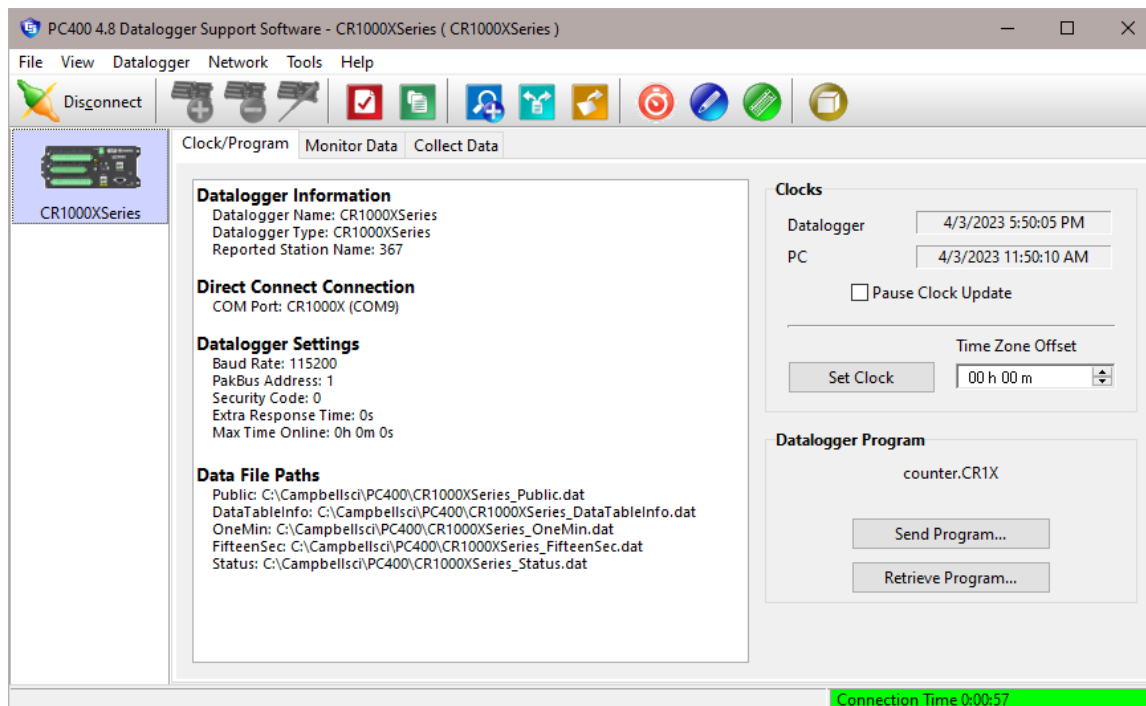 PC400 4.8 Datalogger Support Software - CR1000XSeries ( CR1000XSeries )
File View Datalogger Network Tools Help
Disconnect
CR1000XSeries
Clock/Program Monitor Data Collect Data
Datalogger Information
Datalogger Name: CR1000XSeries
Datalogger Type: CR1000XSeries
Reported Station Name: 367
Direct Connect Connection
COM Port: CR1000X (COM9)
Datalogger Settings
Baud Rate: 115200
PakBus Address: 1
Security Code: 0
Extra Response Time: 0s
Max Time Online: 0h 0m 0s
Data File Paths
Public: C:\Campbellsci\PC400\CR1000XSeries_Public.dat
DataTableInfo: C:\Campbellsci\PC400\CR1000XSeries_DataTableInfo.dat
OneMin: C:\Campbellsci\PC400\CR1000XSeries_OneMin.dat
FifteenSec: C:\Campbellsci\PC400\CR1000XSeries_FifteenSec.dat
Status: C:\Campbellsci\PC400\CR1000XSeries_Status.dat
Clocks
Datalogger 4/3/2023 5:50:05 PM
PC 4/3/2023 11:50:10 AM
Pause Clock Update
Time Zone Offset
Set Clock 00 h 00 m
Datalogger Program
counter.CR1X
Send Program...
Retrieve Program...
Connection Time 0:00:57